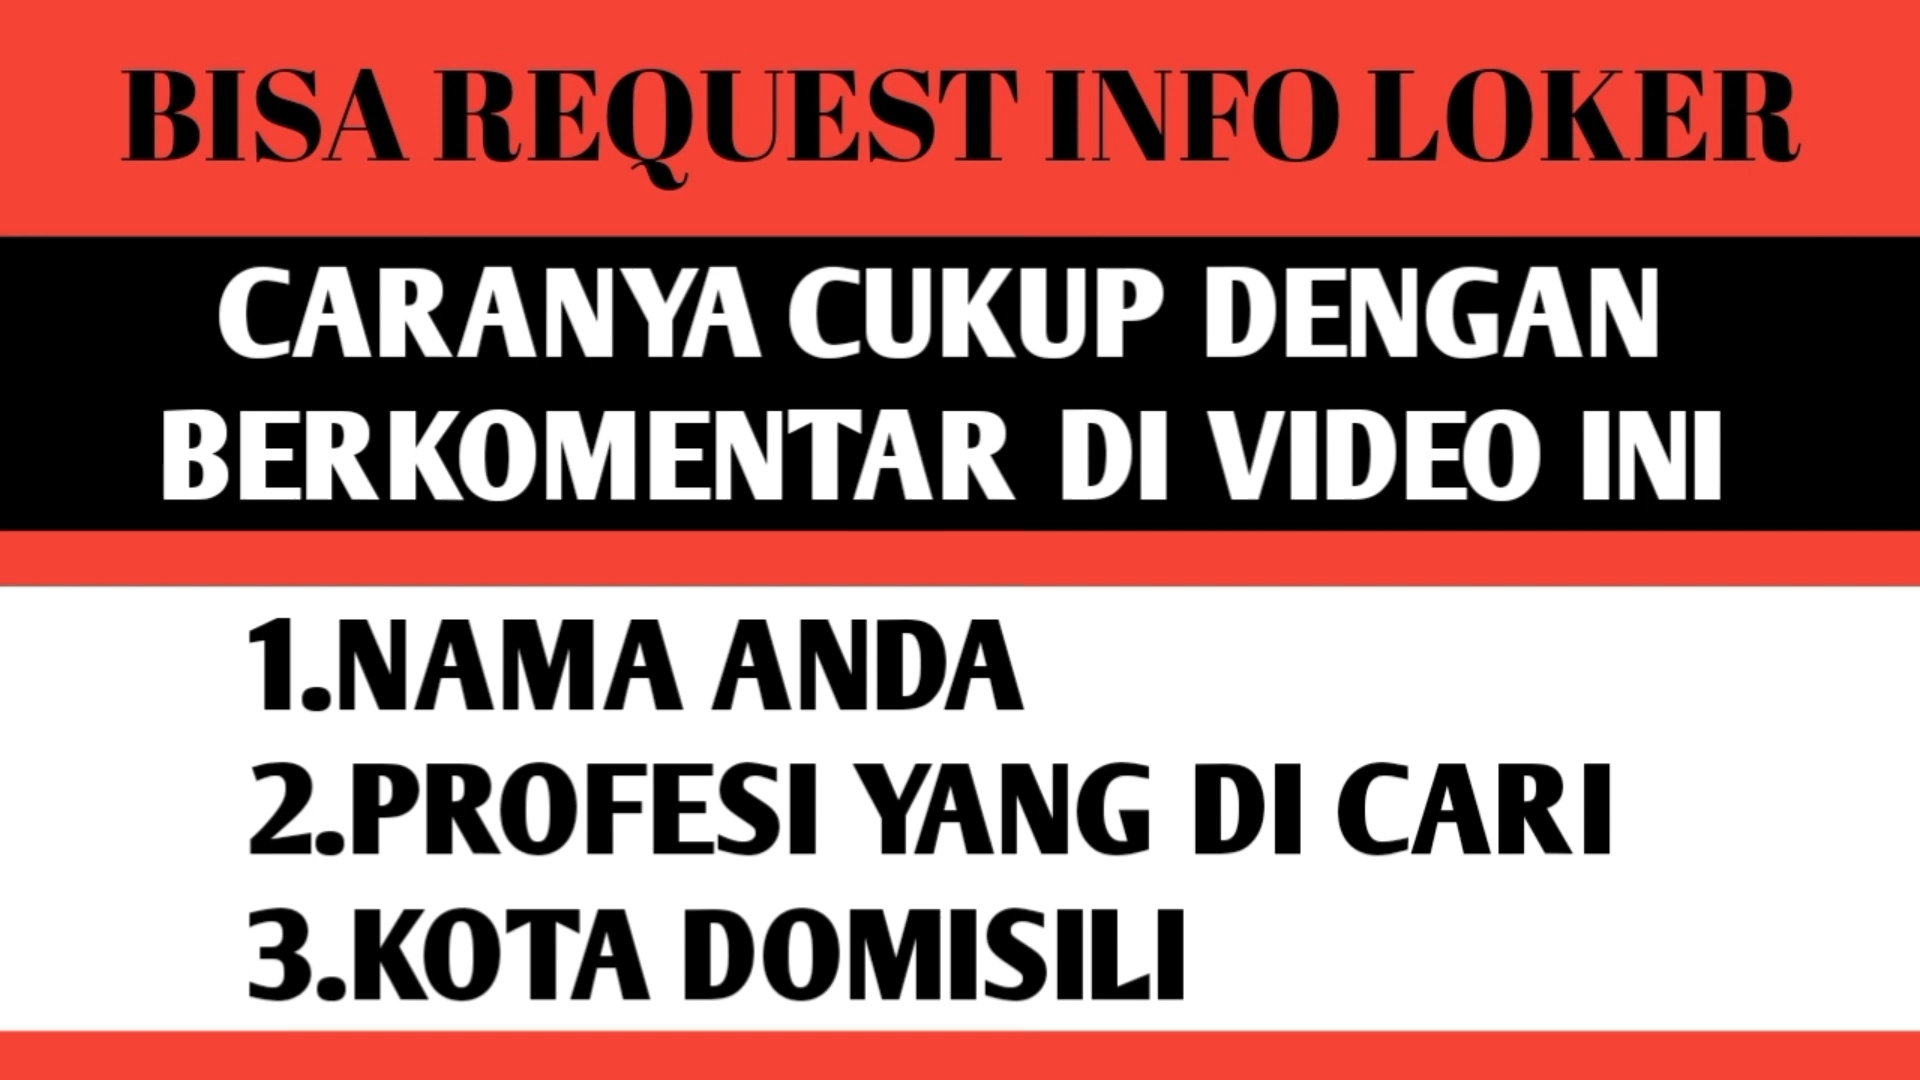 BISA REQUEST INFO LOKER
CARANYA CUKUP DENGAN
BERKOMENTAR DI VIDEO INI
1.NAMA ANDA
2.PROFESI YANG DI CARI
3.KOTA DOMISILI